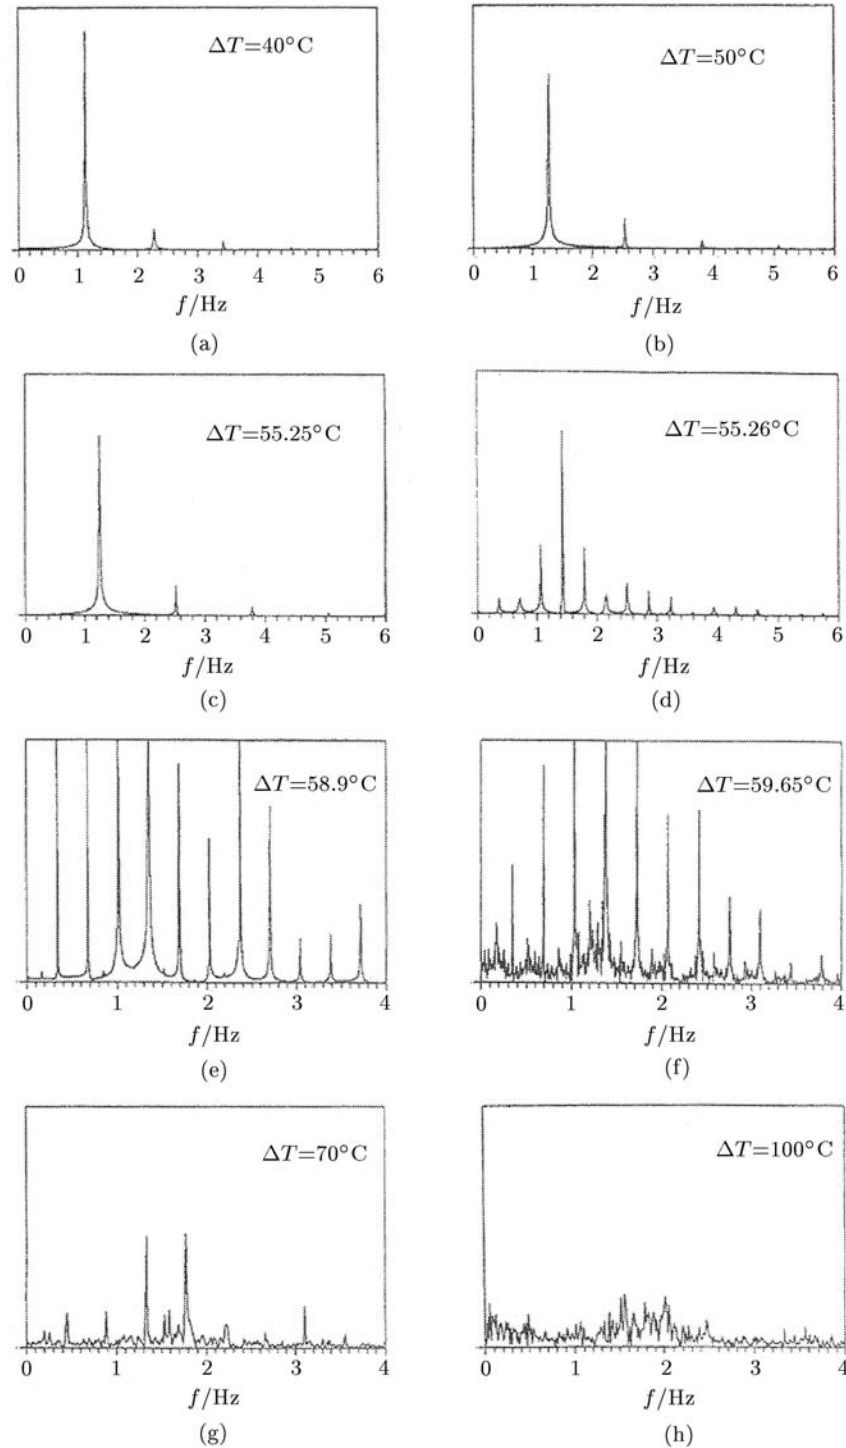 ΔT=40°C
0 1 2 3 4 5 6
f/Hz
(a)
ΔT=50°C
0 1 2 3 4 5 6
f/Hz
(b)
ΔT=55.25°C
0 1 2 3 4 5 6
f/Hz
(c)
ΔT=55.26°C
0 1 2 3 4 5 6
f/Hz
(d)
ΔT=58.9°C
0 1 2 3 4
f/Hz
(e)
ΔT=59.65°C
0 1 2 3 4
f/Hz
(f)
ΔT=70°C
0 1 2 3 4
f/Hz
(g)
ΔT=100°C
0 1 2 3 4
f/Hz
(h)